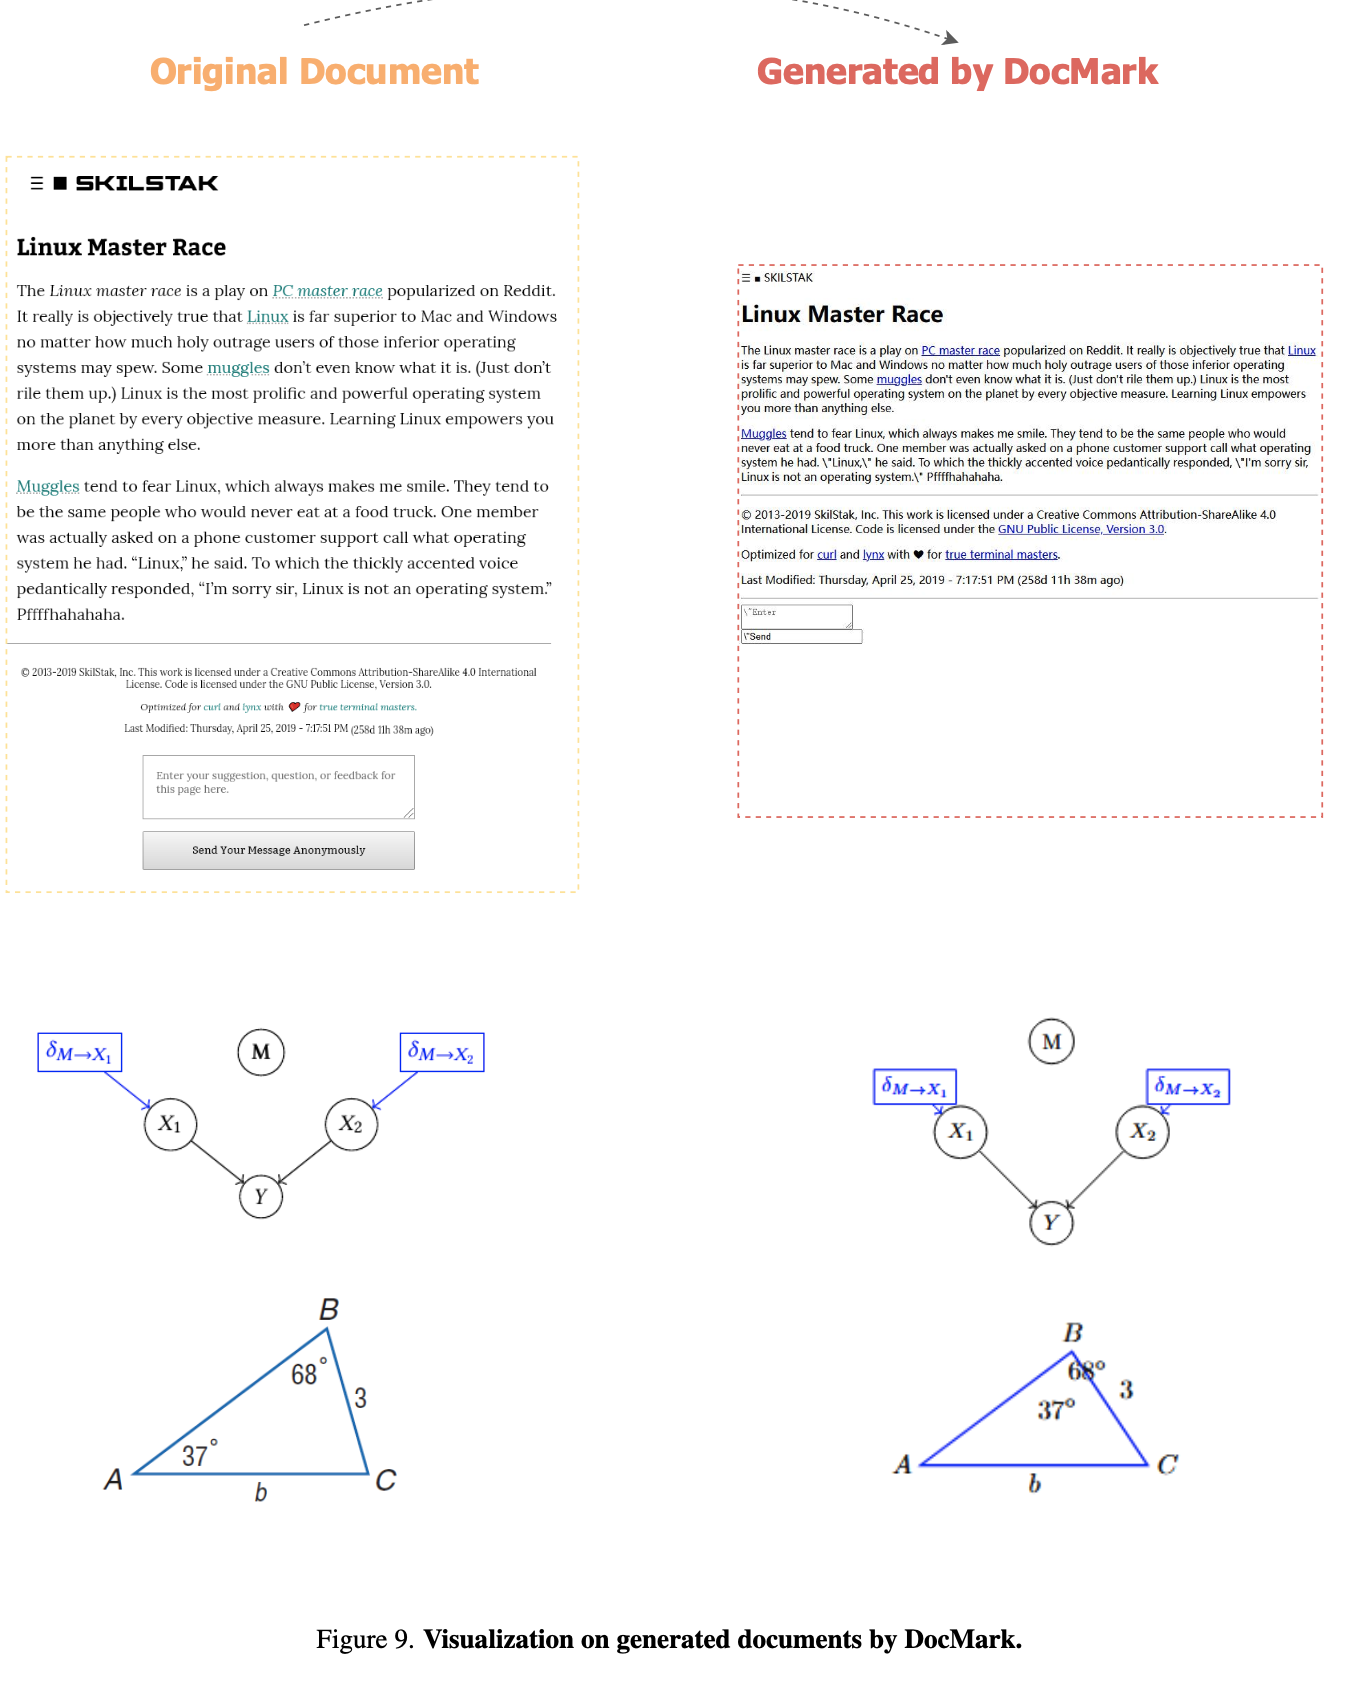 Original Document
Generated by DocMark
☰ ■ SKILSTAK
Linux Master Race
The Linux master race is a play on PC master race popularized on Reddit.
It really is objectively true that Linux is far superior to Mac and Windows
no matter how much holy outrage users of those inferior operating
systems may spew. Some muggles don’t even know what it is. (Just don’t
rile them up.) Linux is the most prolific and powerful operating system
on the planet by every objective measure. Learning Linux empowers you
more than anything else.
Muggles tend to fear Linux, which always makes me smile. They tend to
be the same people who would never eat at a food truck. One member
was actually asked on a phone customer support call what operating
system he had. “Linux,” he said. To which the thickly accented voice
pedantically responded, “I’m sorry sir, Linux is not an operating system.”
Pffffhahahaha.
© 2013-2019 SkilStak, Inc. This work is licensed under a Creative Commons Attribution-ShareAlike 4.0 International
License. Code is licensed under the GNU Public License, Version 3.0.
Optimized for curl and lynx with ❤ for true terminal masters.
Last Modified: Thursday, April 25, 2019 - 7:17:51 PM (258d 11h 38m ago)
Enter your suggestion, question, or feedback for
this page here.
Send Your Message Anonymously
☰ ■ SKILSTAK
Linux Master Race
The Linux master race is a play on PC master race popularized on Reddit. It really is objectively true that Linux
is far superior to Mac and Windows no matter how much holy outrage users of those inferior operating
systems may spew. Some muggles don't even know what it is. (Just don't rile them up.) Linux is the most
prolific and powerful operating system on the planet by every objective measure. Learning Linux empowers
you more than anything else.
Muggles tend to fear Linux, which always makes me smile. They tend to be the same people who would
never eat at a food truck. One member was actually asked on a phone customer support call what operating
system he had. \"Linux,\" he said. To which the thickly accented voice pedantically responded, \"I'm sorry sir,
Linux is not an operating system.\" Pffffhahahaha.
© 2013-2019 SkilStak, Inc. This work is licensed under a Creative Commons Attribution-ShareAlike 4.0
International License. Code is licensed under the GNU Public License, Version 3.0.
Optimized for curl and lynx with ♥ for true terminal masters.
Last Modified: Thursday, April 25, 2019 - 7:17:51 PM (258d 11h 38m ago)
\"Enter
\"Send
δM→X₁
M
δM→X₂
X₁
X₂
Y
M
δM→X₁
δM→X₂
X₁
X₂
Y
B
68°
3
37°
A
C
b
B
68°
3
37°
A
C
b
Figure 9. Visualization on generated documents by DocMark.